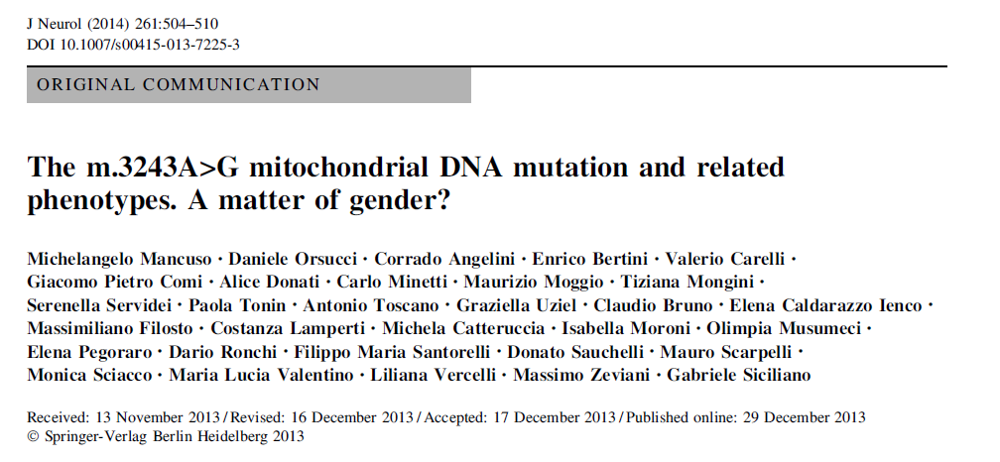 J Neurol (2014) 261:504–510
DOI 10.1007/s00415-013-7225-3
ORIGINAL COMMUNICATION
The m.3243A>G mitochondrial DNA mutation and related
phenotypes. A matter of gender?
Michelangelo Mancuso · Daniele Orsucci · Corrado Angelini · Enrico Bertini · Valerio Carelli ·
Giacomo Pietro Comi · Alice Donati · Carlo Minetti · Maurizio Moggio · Tiziana Mongini ·
Serenella Servidei · Paola Tonin · Antonio Toscano · Graziella Uziel · Claudio Bruno · Elena Caldarazzo Ienco ·
Massimiliano Filosto · Costanza Lamperti · Michela Catteruccia · Isabella Moroni · Olimpia Musumeci ·
Elena Pegoraro · Dario Ronchi · Filippo Maria Santorelli · Donato Sauchelli · Mauro Scarpelli ·
Monica Sciacco · Maria Lucia Valentino · Liliana Vercelli · Massimo Zeviani · Gabriele Siciliano
Received: 13 November 2013 / Revised: 16 December 2013 / Accepted: 17 December 2013 / Published online: 29 December 2013
© Springer-Verlag Berlin Heidelberg 2013